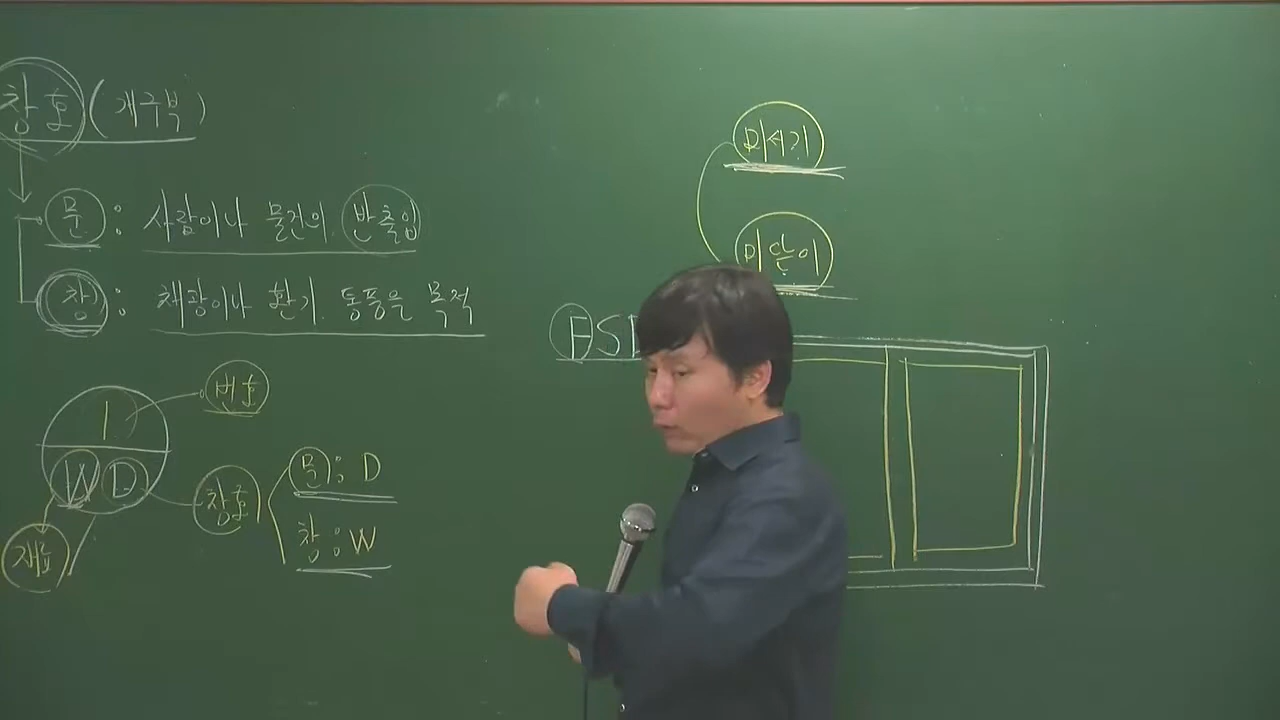 창호 (개구부)
문 : 사람이나 물건의 반출입
창 : 채광이나 환기. 통풍을 목적
1
번호
W D
재료
창호
문 : D
창 : W
미서기
미닫이
FS